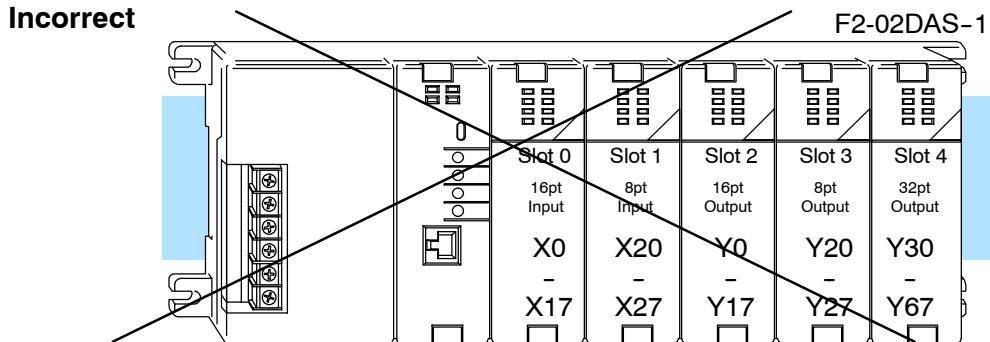 Incorrect
F2-02DAS-1
Slot 0 Slot 1 Slot 2 Slot 3 Slot 4
16pt 8pt 16pt 8pt 32pt
Input Input Output Output Output
X0 X20 Y0 Y20 Y30
- - - - -
X17 X27 Y17 Y27 Y67